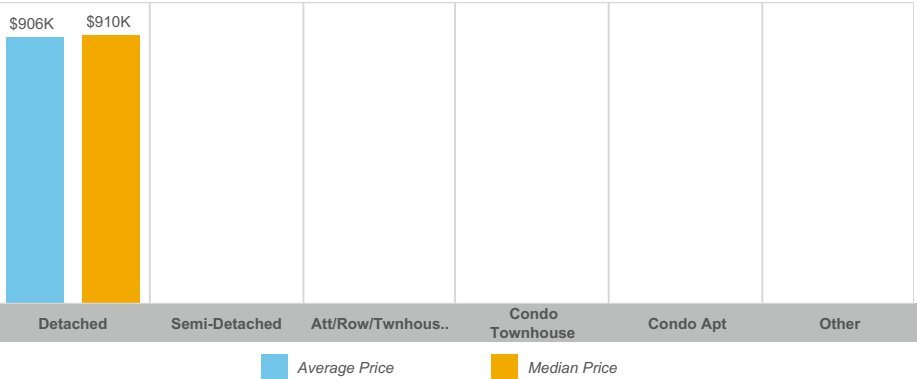 $906K
$910K
Detached
Semi-Detached
Att/Row/Twnhous..
Condo
Townhouse
Condo Apt
Other
Average Price
Median Price